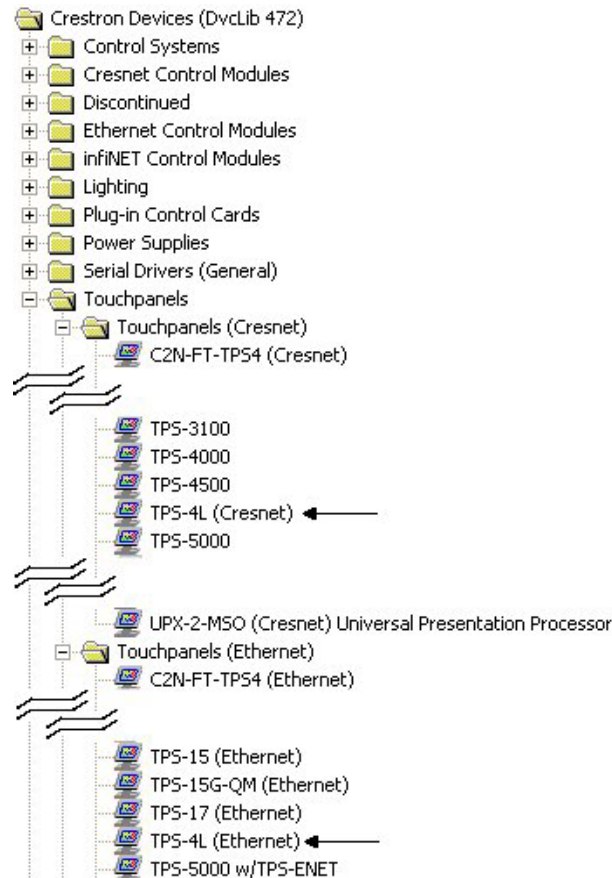 Crestron Devices (DvcLib 472)
Control Systems
Cresnet Control Modules
Discontinued
Ethernet Control Modules
infiNET Control Modules
Lighting
Plug-in Control Cards
Power Supplies
Serial Drivers (General)
Touchpanels
Touchpanels (Cresnet)
C2N-FT-TPS4 (Cresnet)
TPS-3100
TPS-4000
TPS-4500
TPS-4L (Cresnet)
TPS-5000
UPX-2-MSO (Cresnet) Universal Presentation Processor
Touchpanels (Ethernet)
C2N-FT-TPS4 (Ethernet)
TPS-15 (Ethernet)
TPS-15G-QM (Ethernet)
TPS-17 (Ethernet)
TPS-4L (Ethernet)
TPS-5000 w/TPS-ENET